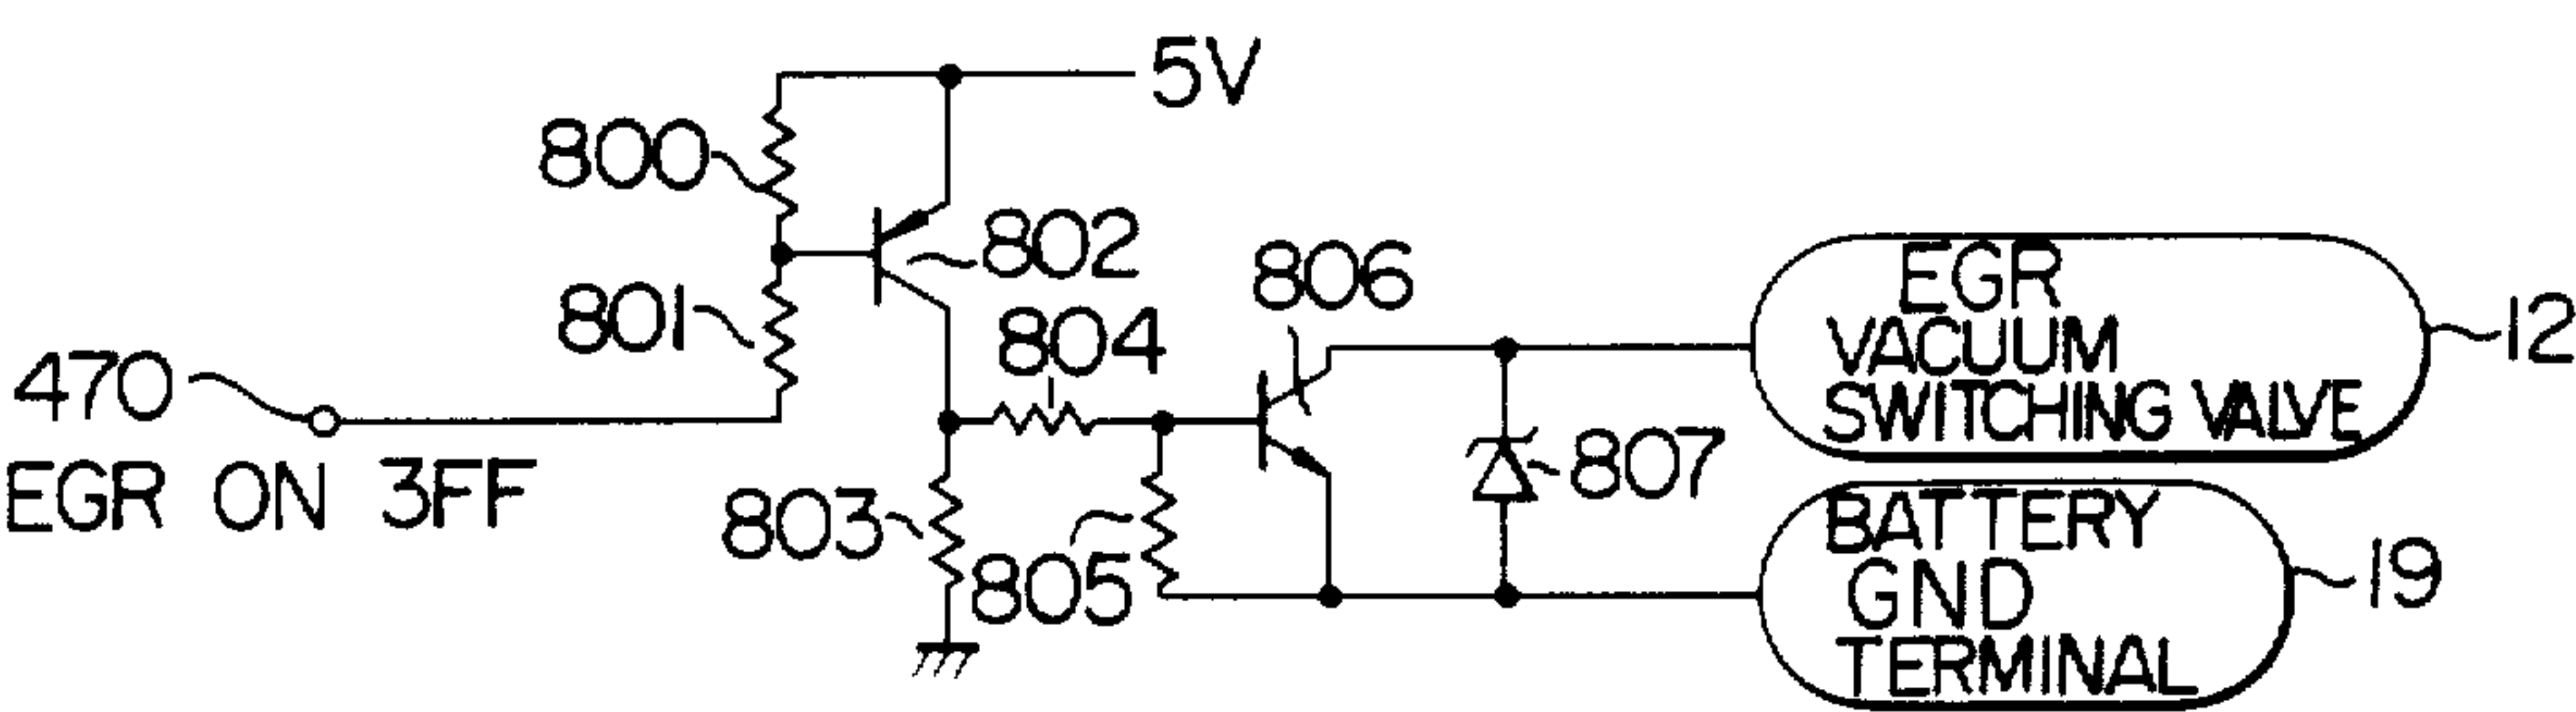 5V
800
802
801
806
804
470
EGR ON 3FF
803
805
807
EGR
VACUUM
SWITCHING VALVE
12
BATTERY
GND
TERMINAL
19